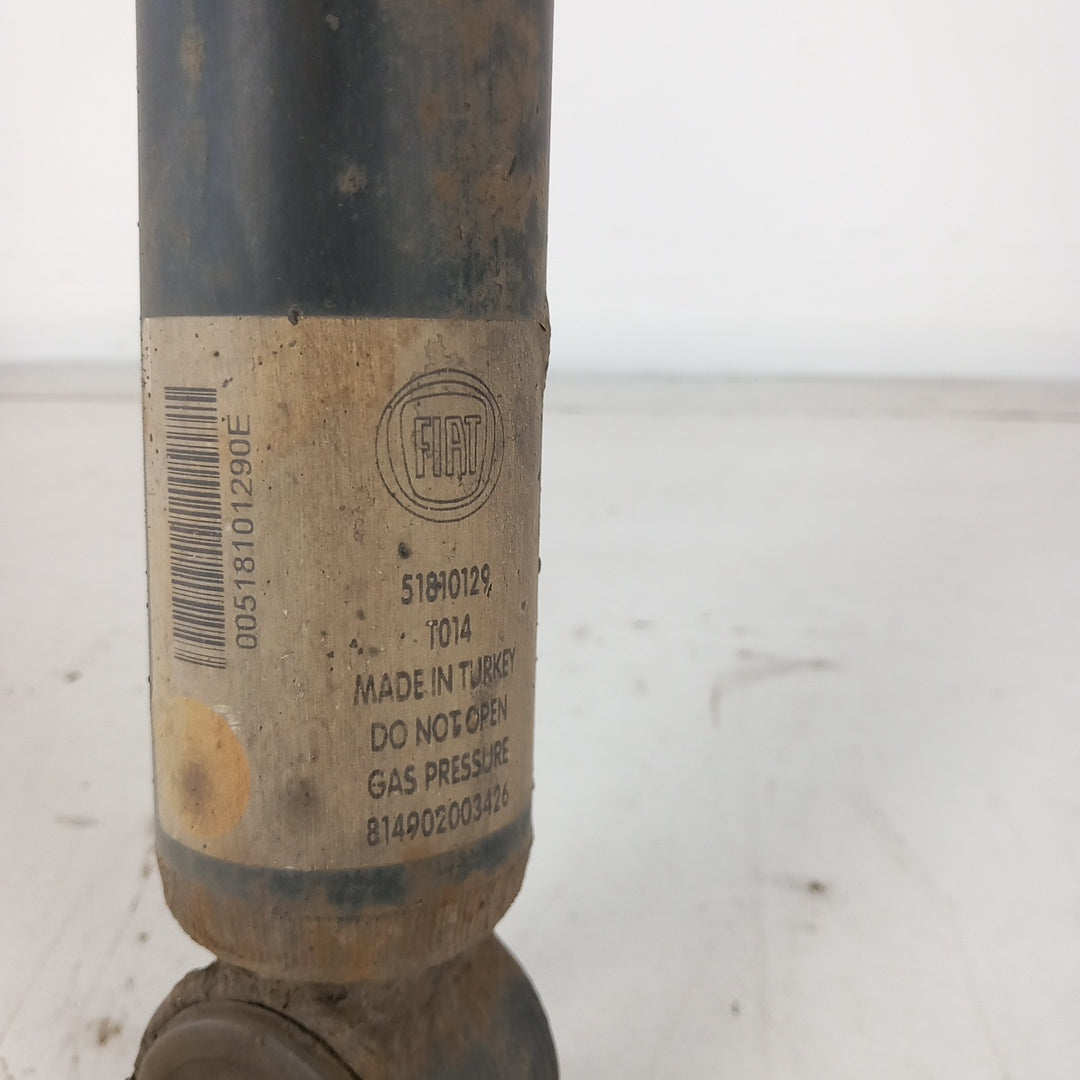 00518101290E
FIAT
51810129
T014
MADE IN TURKEY
DO NOT OPEN
GAS PRESSURE
814902003426